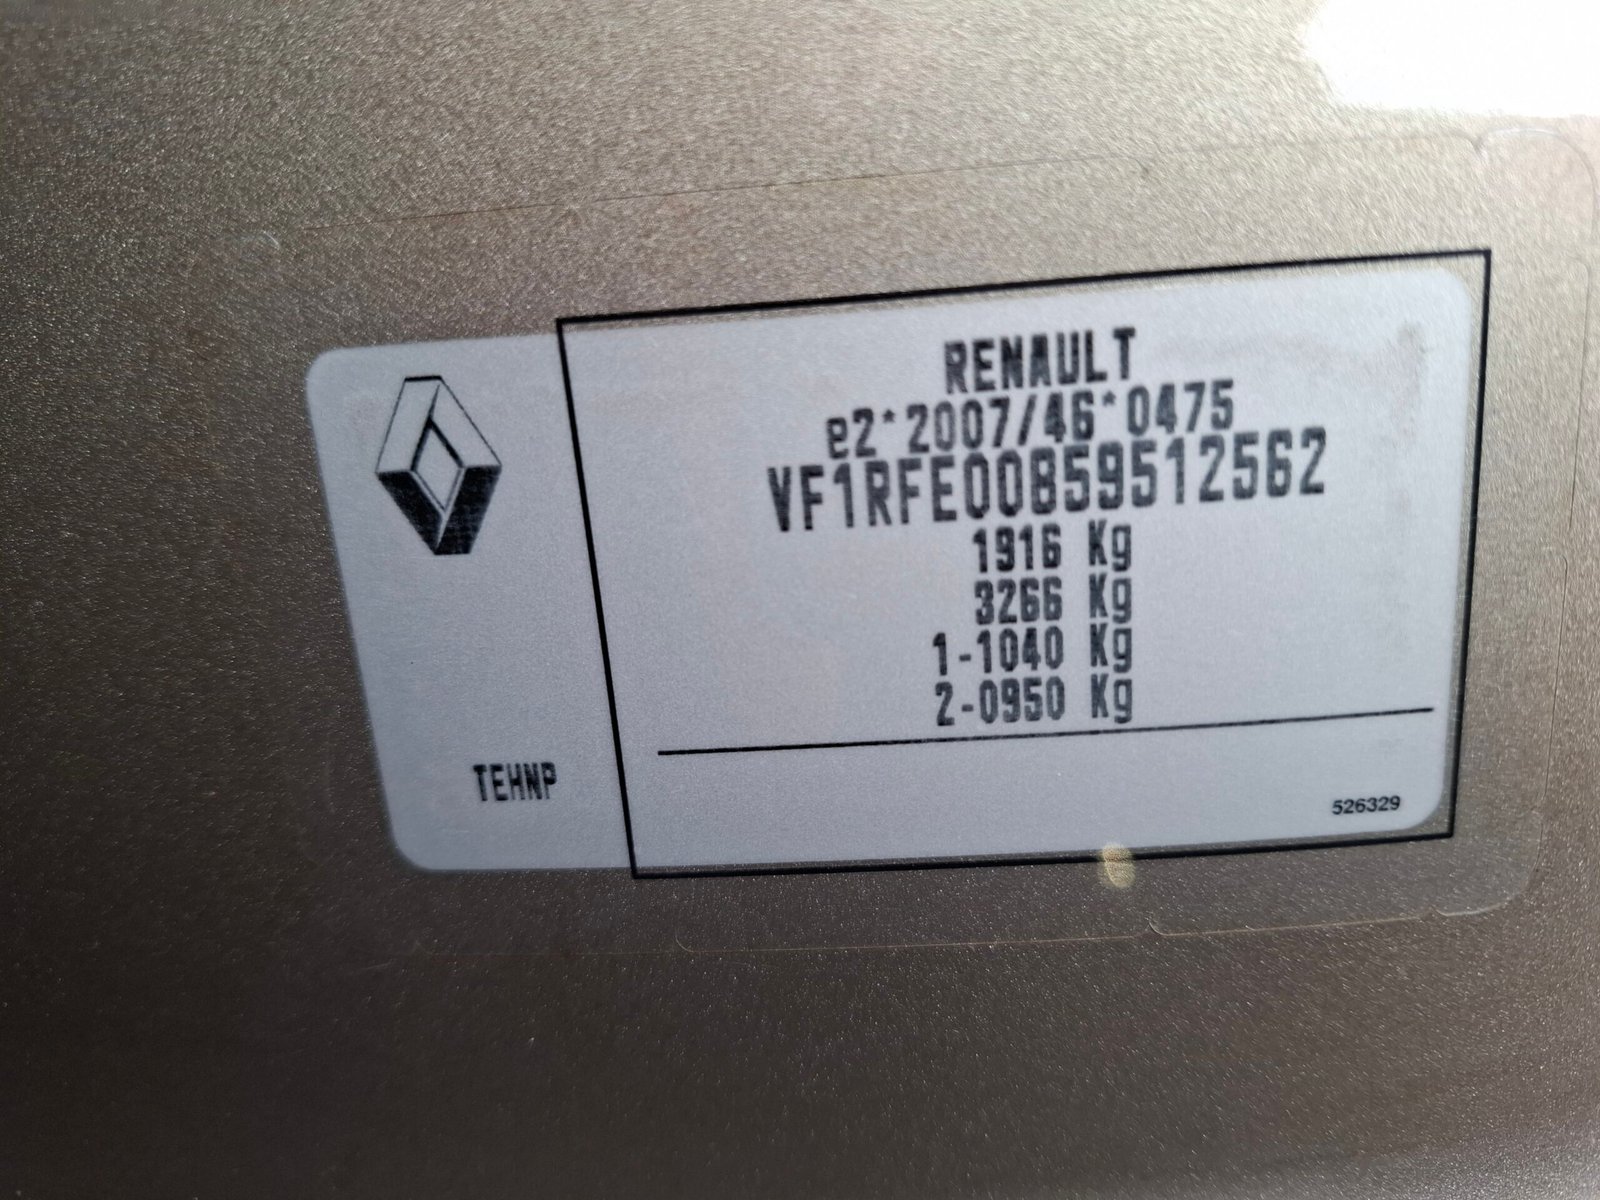 RENAULT
e2*2007/46*0475
VF1RFE00859512562
1916 Kg
3266 Kg
1-1040 Kg
2-0950 Kg
TEHNP
526329